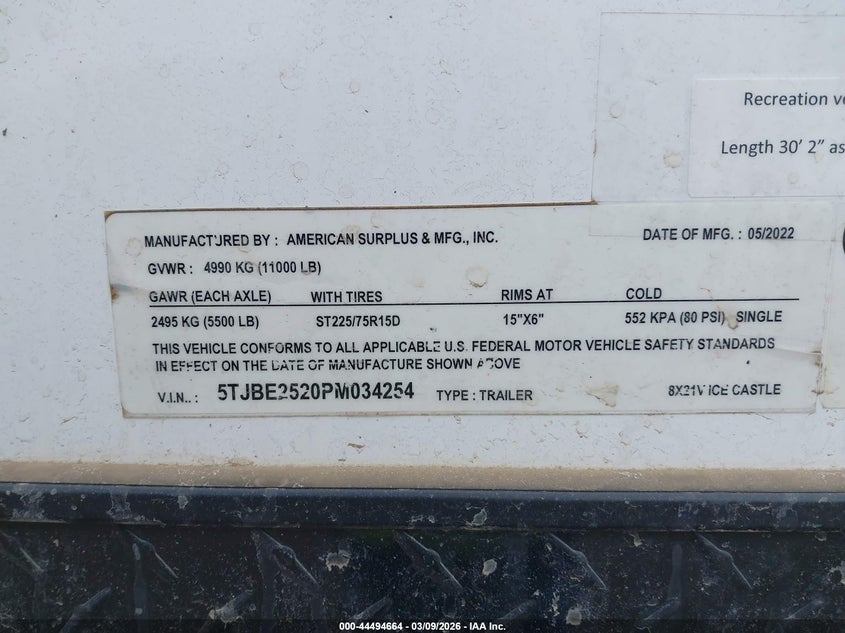 Recreation ve
Length 30' 2" as
MANUFACTURED BY : AMERICAN SURPLUS & MFG., INC. DATE OF MFG. : 05/2022
GVWR : 4990 KG (11000 LB)
GAWR (EACH AXLE) WITH TIRES RIMS AT COLD
2495 KG (5500 LB) ST225/75R15D 15"X6" 552 KPA (80 PSI) SINGLE
THIS VEHICLE CONFORMS TO ALL APPLICABLE U.S. FEDERAL MOTOR VEHICLE SAFETY STANDARDS
IN EFFECT ON THE DATE OF MANUFACTURE SHOWN ABOVE
V.I.N.. : 5TJBE2520PM034254 TYPE : TRAILER 8X21V ICE CASTLE
000-44494664 - 03/09/2026 - IAA Inc.